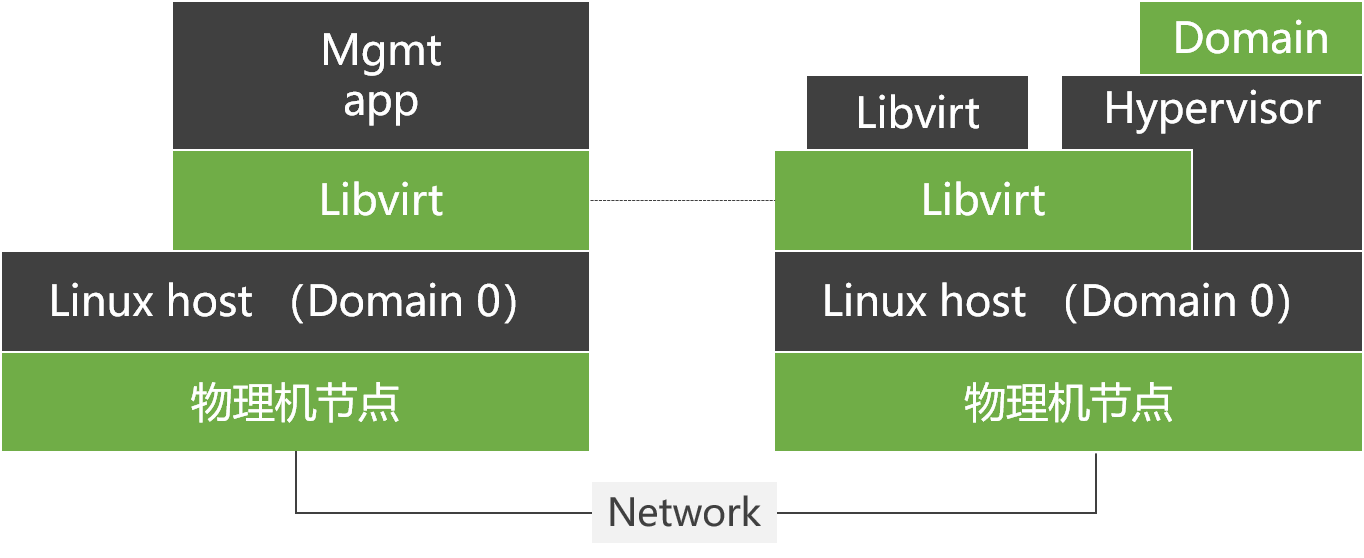 Mgmt
app
Libvirt
Linux host （Domain 0）
物理机节点
Domain
Libvirt
Hypervisor
Libvirt
Linux host （Domain 0）
物理机节点
Network